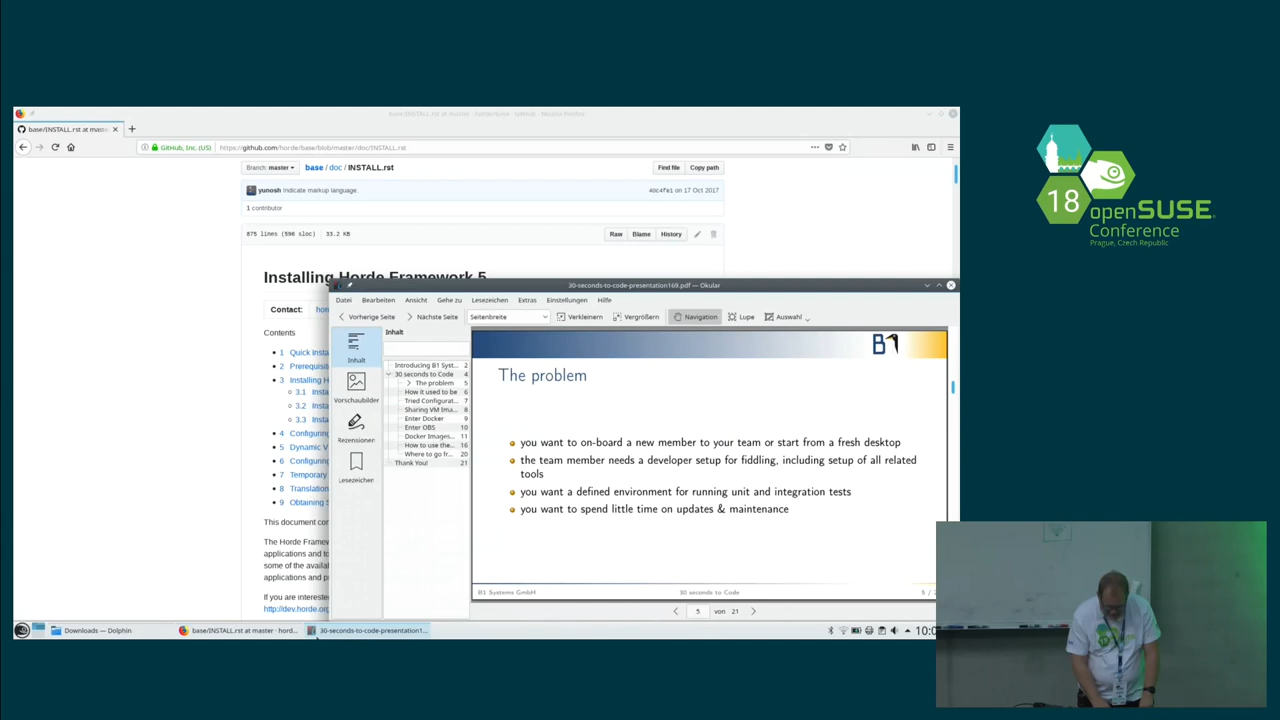 base/INSTALL.rst at maste
GitHub, Inc. (US)
https://github.com/horde/base/blob/master/doc/INSTALL.rst
Branch: master
base / doc / INSTALL.rst
Find file
Copy path
yunosh Indicate markup language.
on 17 Oct 2017
1 contributor
875 lines (596 sloc)
33.2 KB
Raw
Blame
History
Installing Horde Framework 5
Contact:
Contents
1 Quick Insta
2 Prerequisit
3 Installing H
3.1 Insta
3.2 Insta
3.3 Insta
4 Configuring
5 Dynamic V
6 Configuring
7 Temporary
8 Translation
9 Obtaining S
This document con
The Horde Framew
applications and to
some of the availa
applications and p
If you are intereste
http://dev.horde.org
30-seconds-to-code-presentation169.pdf — Okular
Datei
Bearbeiten
Ansicht
Gehe zu
Lesezeichen
Extras
Einstellungen
Hilfe
Vorherige Seite
Nächste Seite
Seitenbreite
Verkleinern
Vergrößern
Navigation
Lupe
Auswahl
Inhalt
Vorschaubilder
Rezensionen
Lesezeichen
Inhalt
Introducing B1 Syst... 2
30 seconds to Code 4
The problem 5
How it used to be 6
Tried Configurat... 7
Sharing VM Ima... 8
Enter Docker 9
Enter OBS 10
Docker Images... 11
How to use the... 16
Where to go fr... 20
Thank You! 21
B1
The problem
you want to on-board a new member to your team or start from a fresh desktop
the team member needs a developer setup for fiddling, including setup of all related
tools
you want a defined environment for running unit and integration tests
you want to spend little time on updates & maintenance
B1 Systems GmbH
30 seconds to Code
5 / 2
5 von 21
Downloads — Dolphin
base/INSTALL.rst at master · hord...
30-seconds-to-code-presentation1...
10:0
18
openSUSE
Conference
Prague, Czech Republic